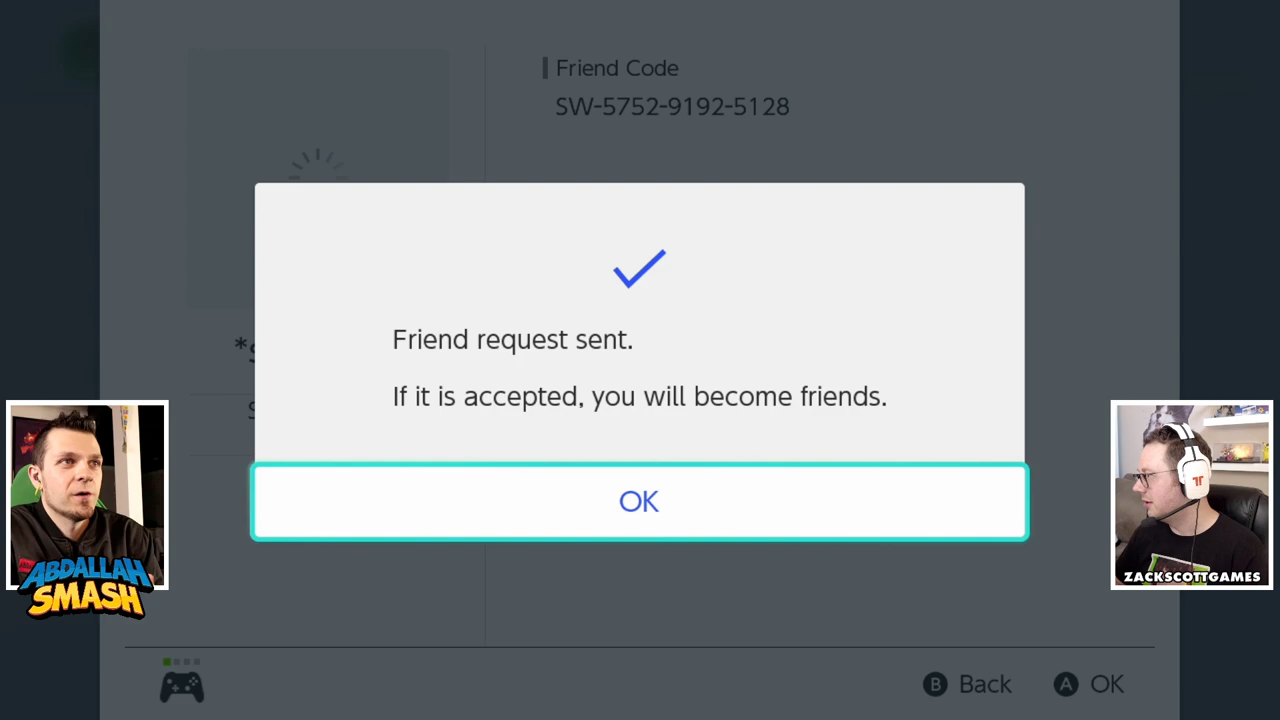 Friend Code
SW-5752-9192-5128
Friend request sent.
If it is accepted, you will become friends.
OK
ABDALLAH
SMASH
ZACKSCOTTGAMES
B Back
A OK